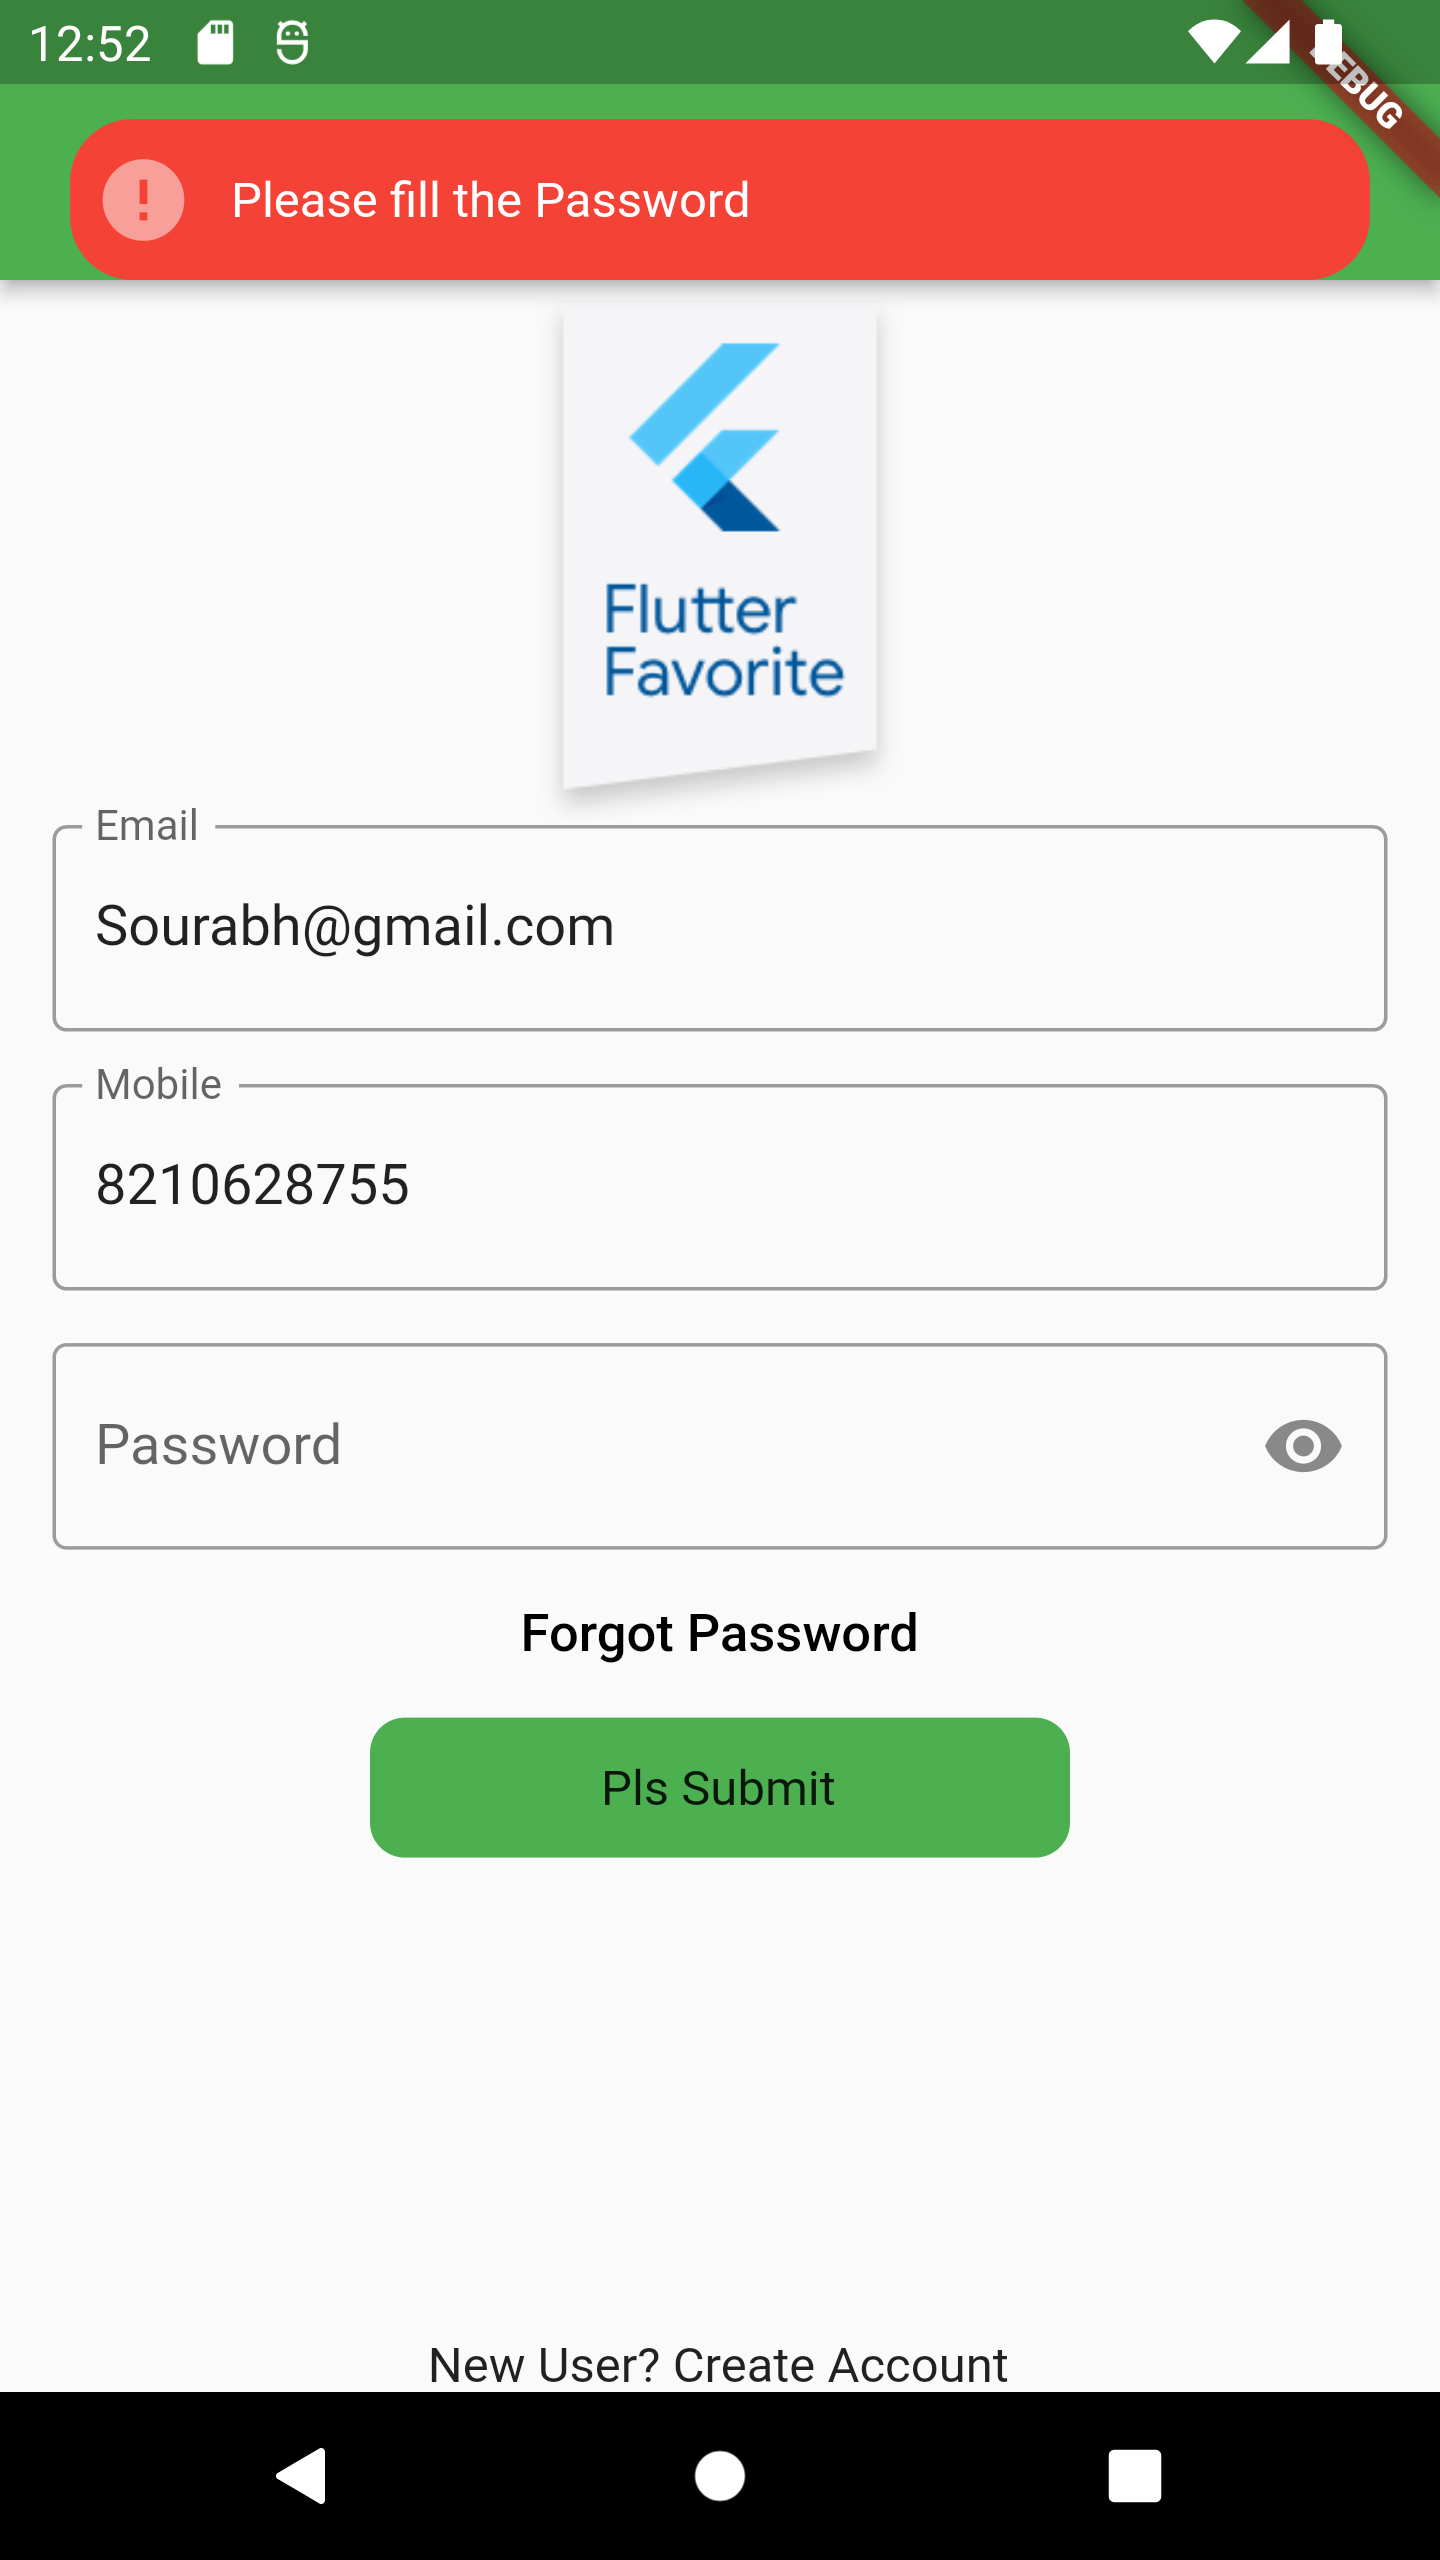 12:52
DEBUG
Please fill the Password
Flutter
Favorite
Email
Sourabh@gmail.com
Mobile
8210628755
Password
Forgot Password
Pls Submit
New User? Create Account